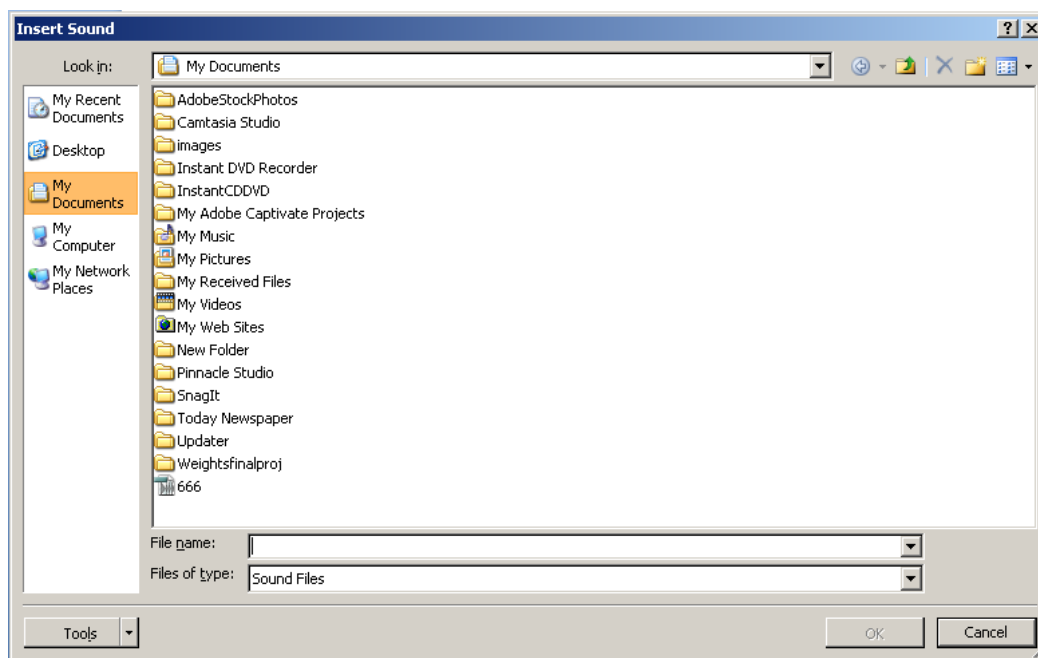 Insert Sound
Look in:
My Documents
My Recent
Documents
Desktop
My
Documents
My
Computer
My Network
Places
AdobeStockPhotos
Camtasia Studio
images
Instant DVD Recorder
InstantCDDVD
My Adobe Captivate Projects
My Music
My Pictures
My Received Files
My Videos
My Web Sites
New Folder
Pinnacle Studio
SnagIt
Today Newspaper
Updater
Weightsfinalproj
666
File name:
Files of type:
Sound Files
Tools
OK
Cancel